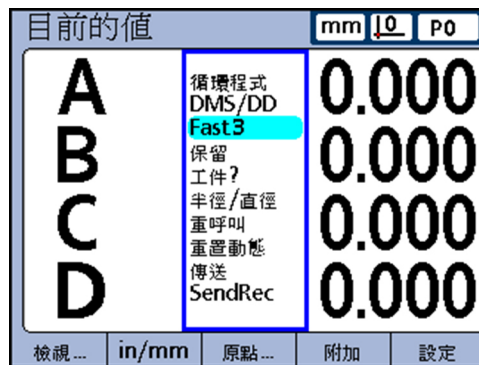 目前的值 mm 0 P0
循環程式
DMS/DD
Fast3
保留
工件?
半徑/直徑
重呼叫
重置動態
傳送
SendRec
A 0.000
B 0.000
C 0.000
D 0.000
檢視... in/mm 原點... 附加 設定